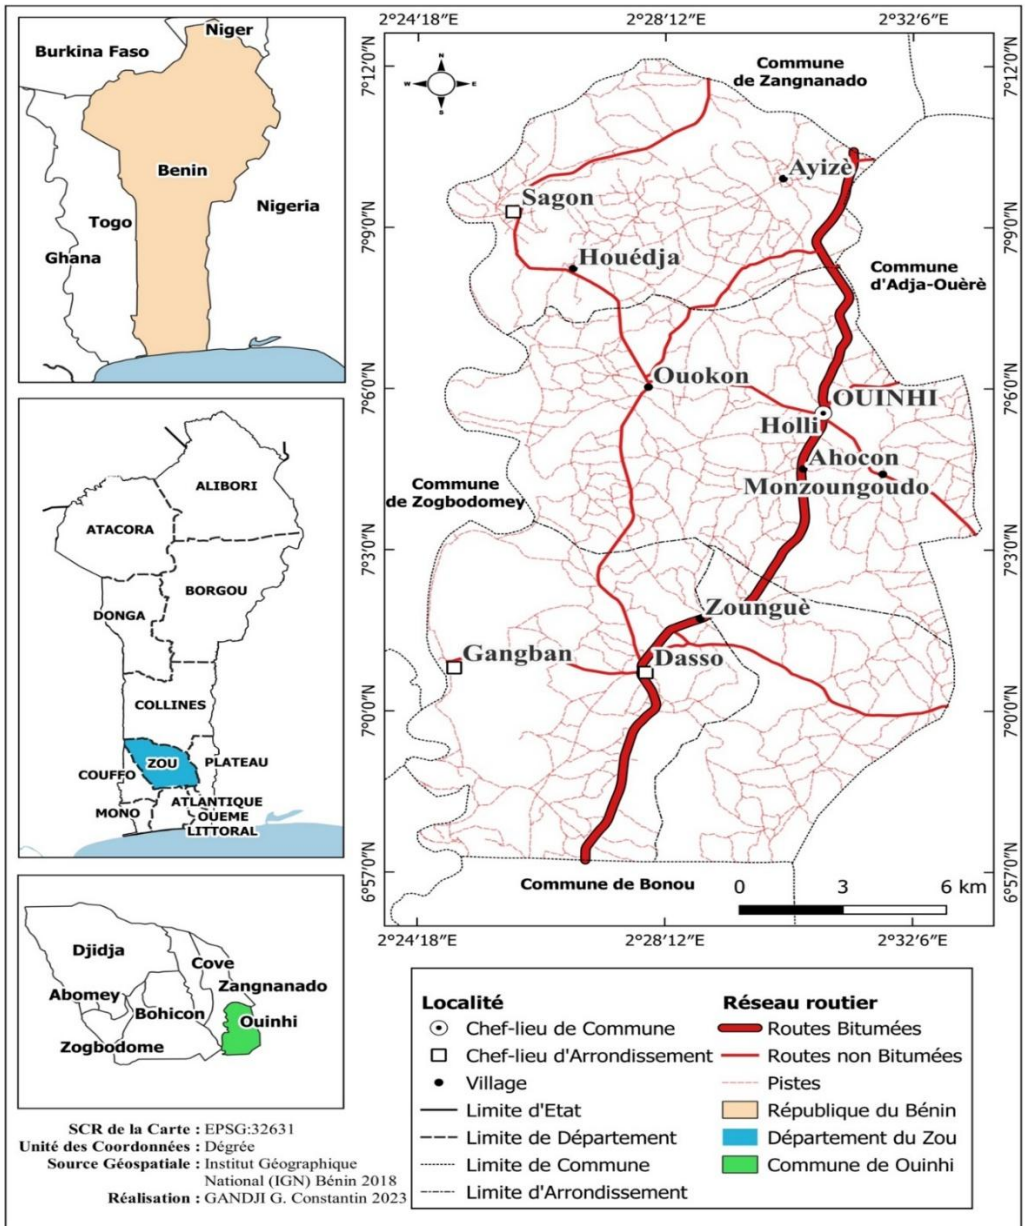 Niger
Burkina Faso
Benin
Togo
Nigeria
Ghana
ALIBORI
ATACORA
BORGOU
DONGA
COLLINES
ZOU
PLATEAU
COUFFO
ATLANTIQUE
MONO
OUEME
LITTORAL
Djidja
Cove
Zangnanado
Abomey
Bohicon
Ouinhi
Zogbodome
SCR de la Carte : EPSG:32631
Unité des Coordonnées : Dégrée
Source Géospatiale : Institut Géographique
National (IGN) Bénin 2018
Réalisation : GANDJI G. Constantin 2023
2°24'18"E
2°28'12"E
2°32'6"E
7°12'0"N
7°12'0"N
7°9'0"N
7°9'0"N
7°6'0"N
7°6'0"N
7°3'0"N
7°3'0"N
7°0'0"N
7°0'0"N
6°57'0"N
6°57'0"N
N
W
E
S
Commune
de Zangnanado
Ayizè
Sagon
Houédja
Commune
d'Adja-Ouèrè
Ouokon
OUINHI
Holli
Ahocon
Monzoungoudo
Commune
de Zogbodomey
Zounguè
Gangban
Dasso
Commune de Bonou
0 3 6 km
2°24'18"E
2°28'12"E
2°32'6"E
Localité
Chef-lieu de Commune
Chef-lieu d'Arrondissement
Village
Limite d'Etat
Limite de Département
Limite de Commune
Limite d'Arrondissement
Réseau routier
Routes Bitumées
Routes non Bitumées
Pistes
République du Bénin
Département du Zou
Commune de Ouinhi